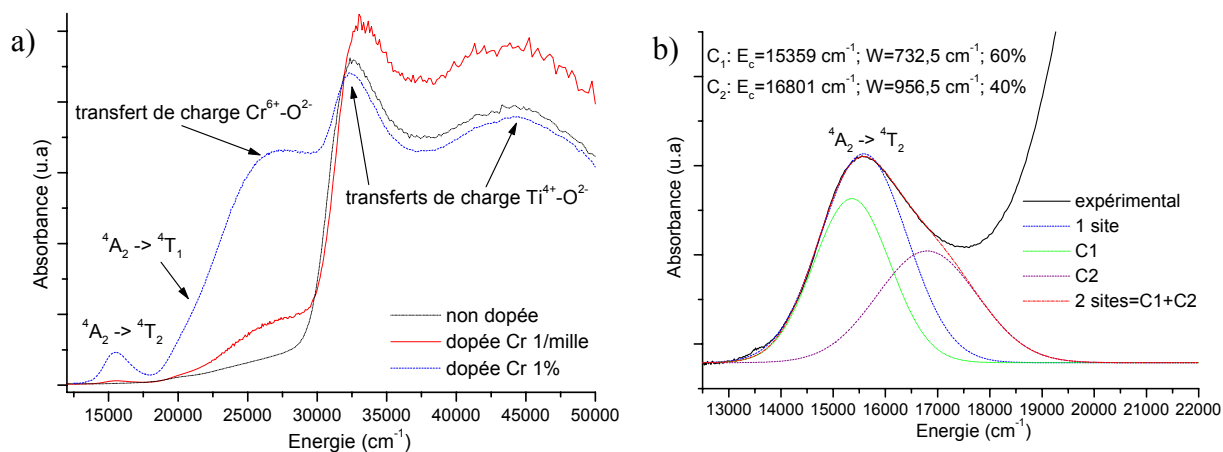 a)
transfert de charge Cr⁶⁺-O²⁻
transferts de charge Ti⁴⁺-O²⁻
⁴A₂ -> ⁴T₁
⁴A₂ -> ⁴T₂
non dopée
dopée Cr 1/mille
dopée Cr 1%
Absorbance (u.a)
15000 20000 25000 30000 35000 40000 45000 50000
Energie (cm⁻¹)
b)
C₁: E_c=15359 cm⁻¹; W=732,5 cm⁻¹; 60%
C₂: E_c=16801 cm⁻¹; W=956,5 cm⁻¹; 40%
⁴A₂ -> ⁴T₂
expérimental
1 site
C1
C2
2 sites=C1+C2
Absorbance (u.a)
13000 14000 15000 16000 17000 18000 19000 20000 21000 22000
Energie (cm⁻¹)